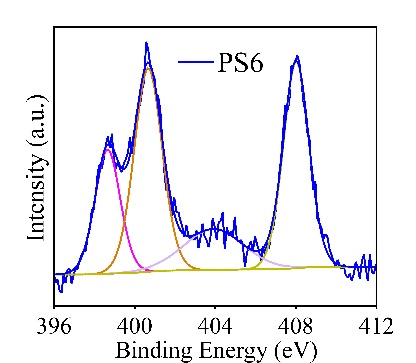 PS6
Intensity (a.u.)
396 400 404 408 412
Binding Energy (eV)